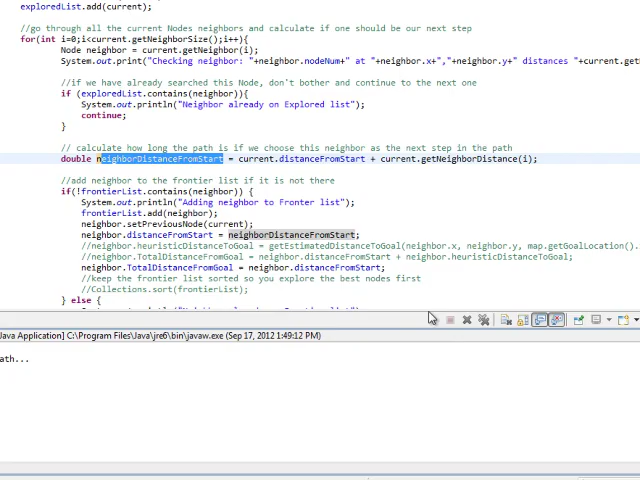 exploredList.add(current);
//go through all the current Nodes neighbors and calculate if one should be our next step
for(int i=0;i<current.getNeighborSize();i++){
Node neighbor = current.getNeighbor(i);
System.out.print("Checking neighbor: "+neighbor.nodeNum+" at "+neighbor.x+","+neighbor.y+" distances "+current.get
//if we have already searched this Node, don't bother and continue to the next one
if (exploredList.contains(neighbor)){
System.out.println("Neighbor already on Explored list");
continue;
}
// calculate how long the path is if we choose this neighbor as the next step in the path
double neighborDistanceFromStart = current.distanceFromStart + current.getNeighborDistance(i);
//add neighbor to the frontier list if it is not there
if(!frontierList.contains(neighbor)) {
System.out.println("Adding neighbor to Fronter list");
frontierList.add(neighbor);
neighbor.setPreviousNode(current);
neighbor.distanceFromStart = neighborDistanceFromStart;
//neighbor.heuristicDistanceToGoal = getEstimatedDistanceToGoal(neighbor.x, neighbor.y, map.getGoalLocation().
//neighbor.TotalDistanceFromGoal = neighbor.distanceFromStart + neighbor.heuristicDistanceToGoal;
neighbor.TotalDistanceFromGoal = neighbor.distanceFromStart;
//keep the frontier list sorted so you explore the best nodes first
//Collections.sort(frontierList);
} else {
Java Application] C:\Program Files\Java\jre6\bin\javaw.exe (Sep 17, 2012 1:49:12 PM)
ath...